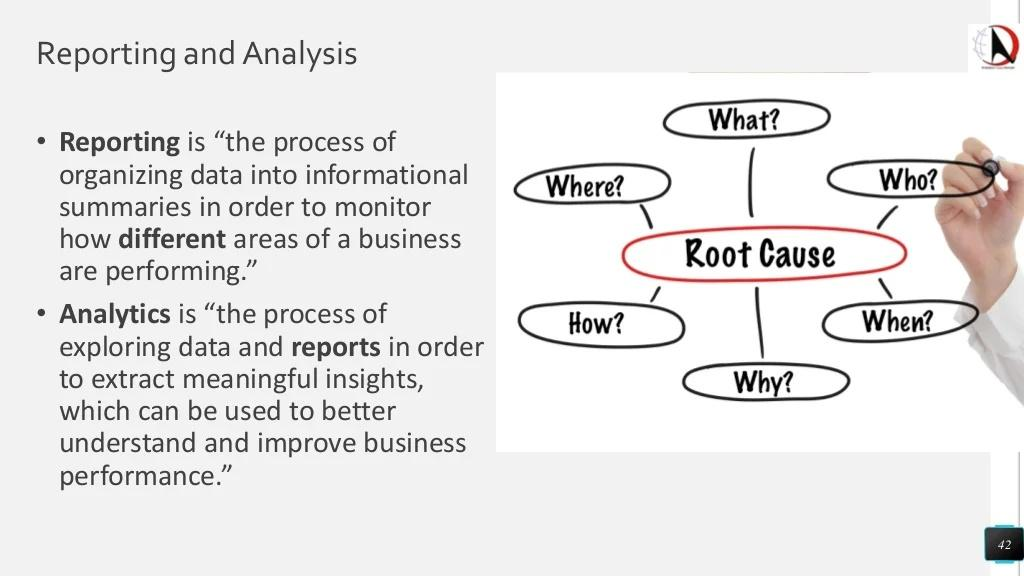 Reporting and Analysis
• Reporting is “the process of
organizing data into informational
summaries in order to monitor
how different areas of a business
are performing.”
• Analytics is “the process of
exploring data and reports in order
to extract meaningful insights,
which can be used to better
understand and improve business
performance.”
What?
Where?
Who?
Root Cause
How?
When?
Why?
42